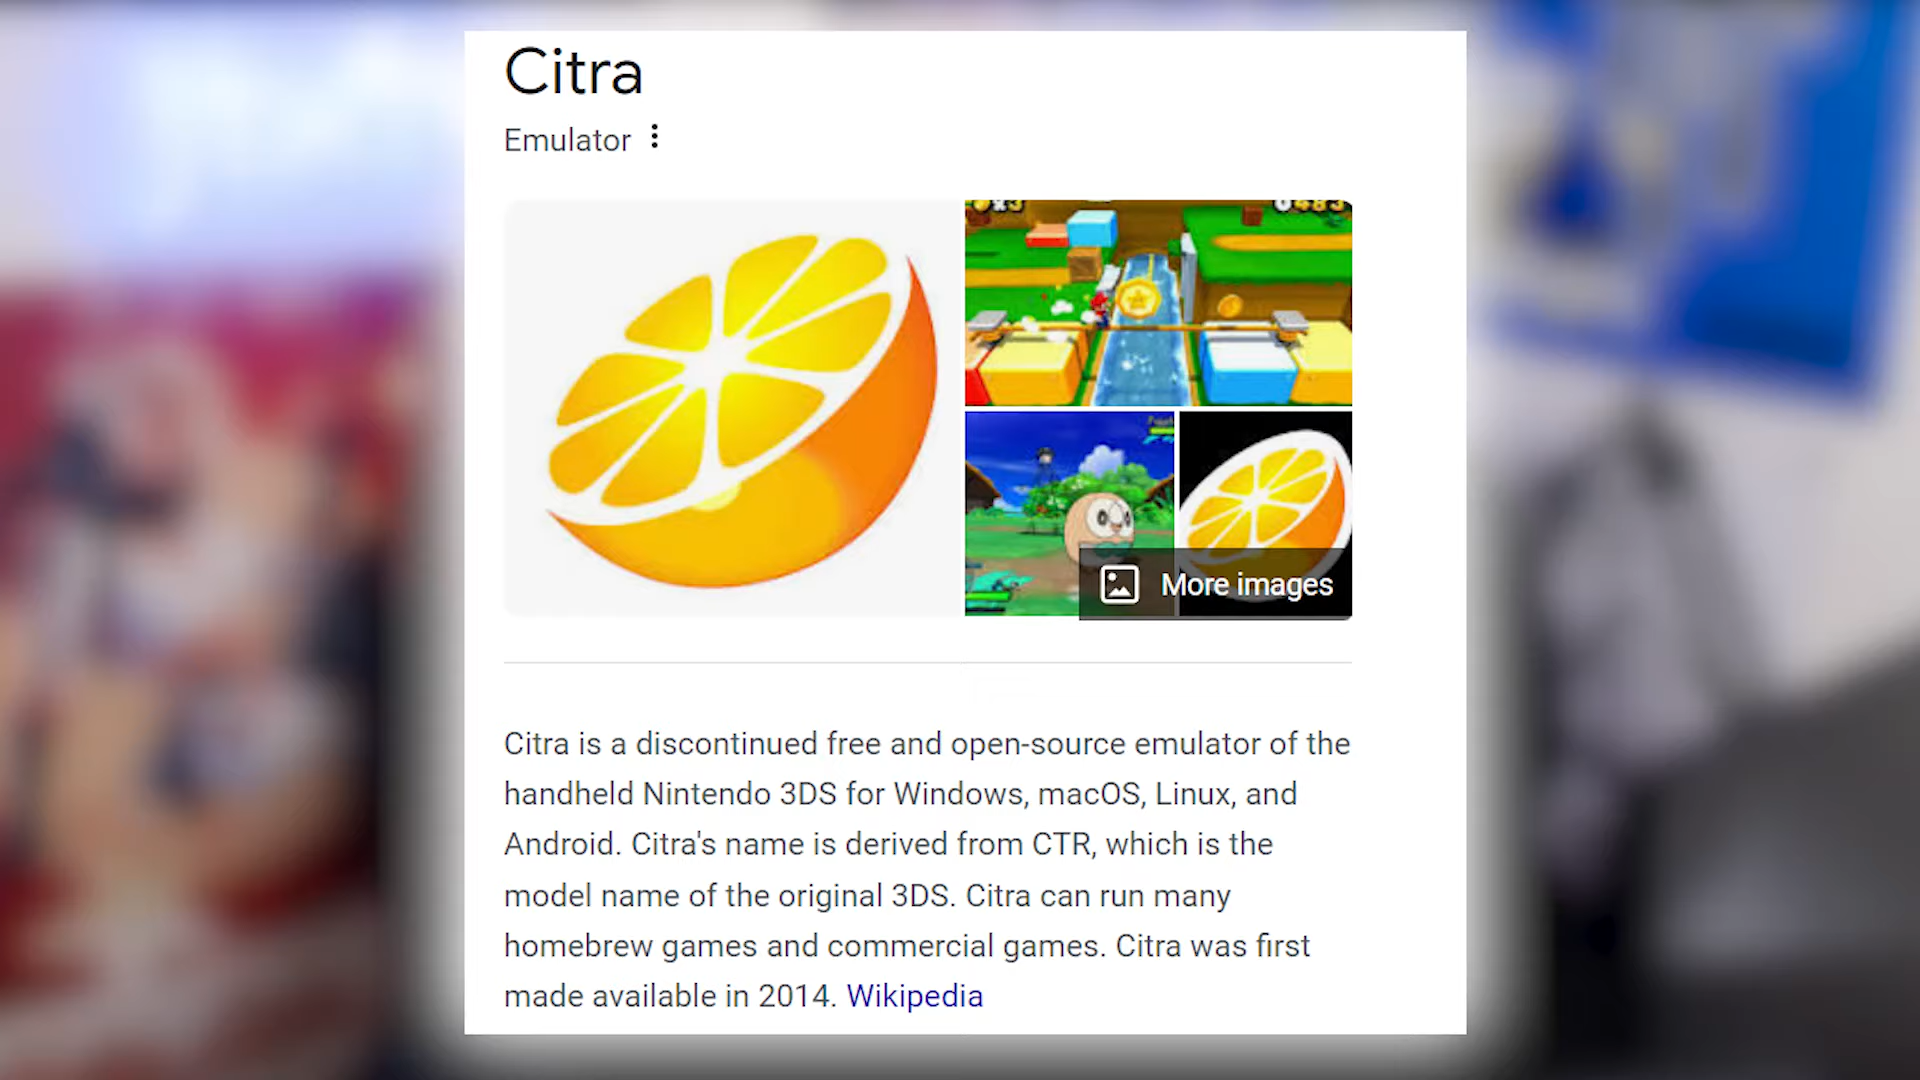 Citra
Emulator
x3
483
More images
Citra is a discontinued free and open-source emulator of the
handheld Nintendo 3DS for Windows, macOS, Linux, and
Android. Citra's name is derived from CTR, which is the
model name of the original 3DS. Citra can run many
homebrew games and commercial games. Citra was first
made available in 2014. Wikipedia